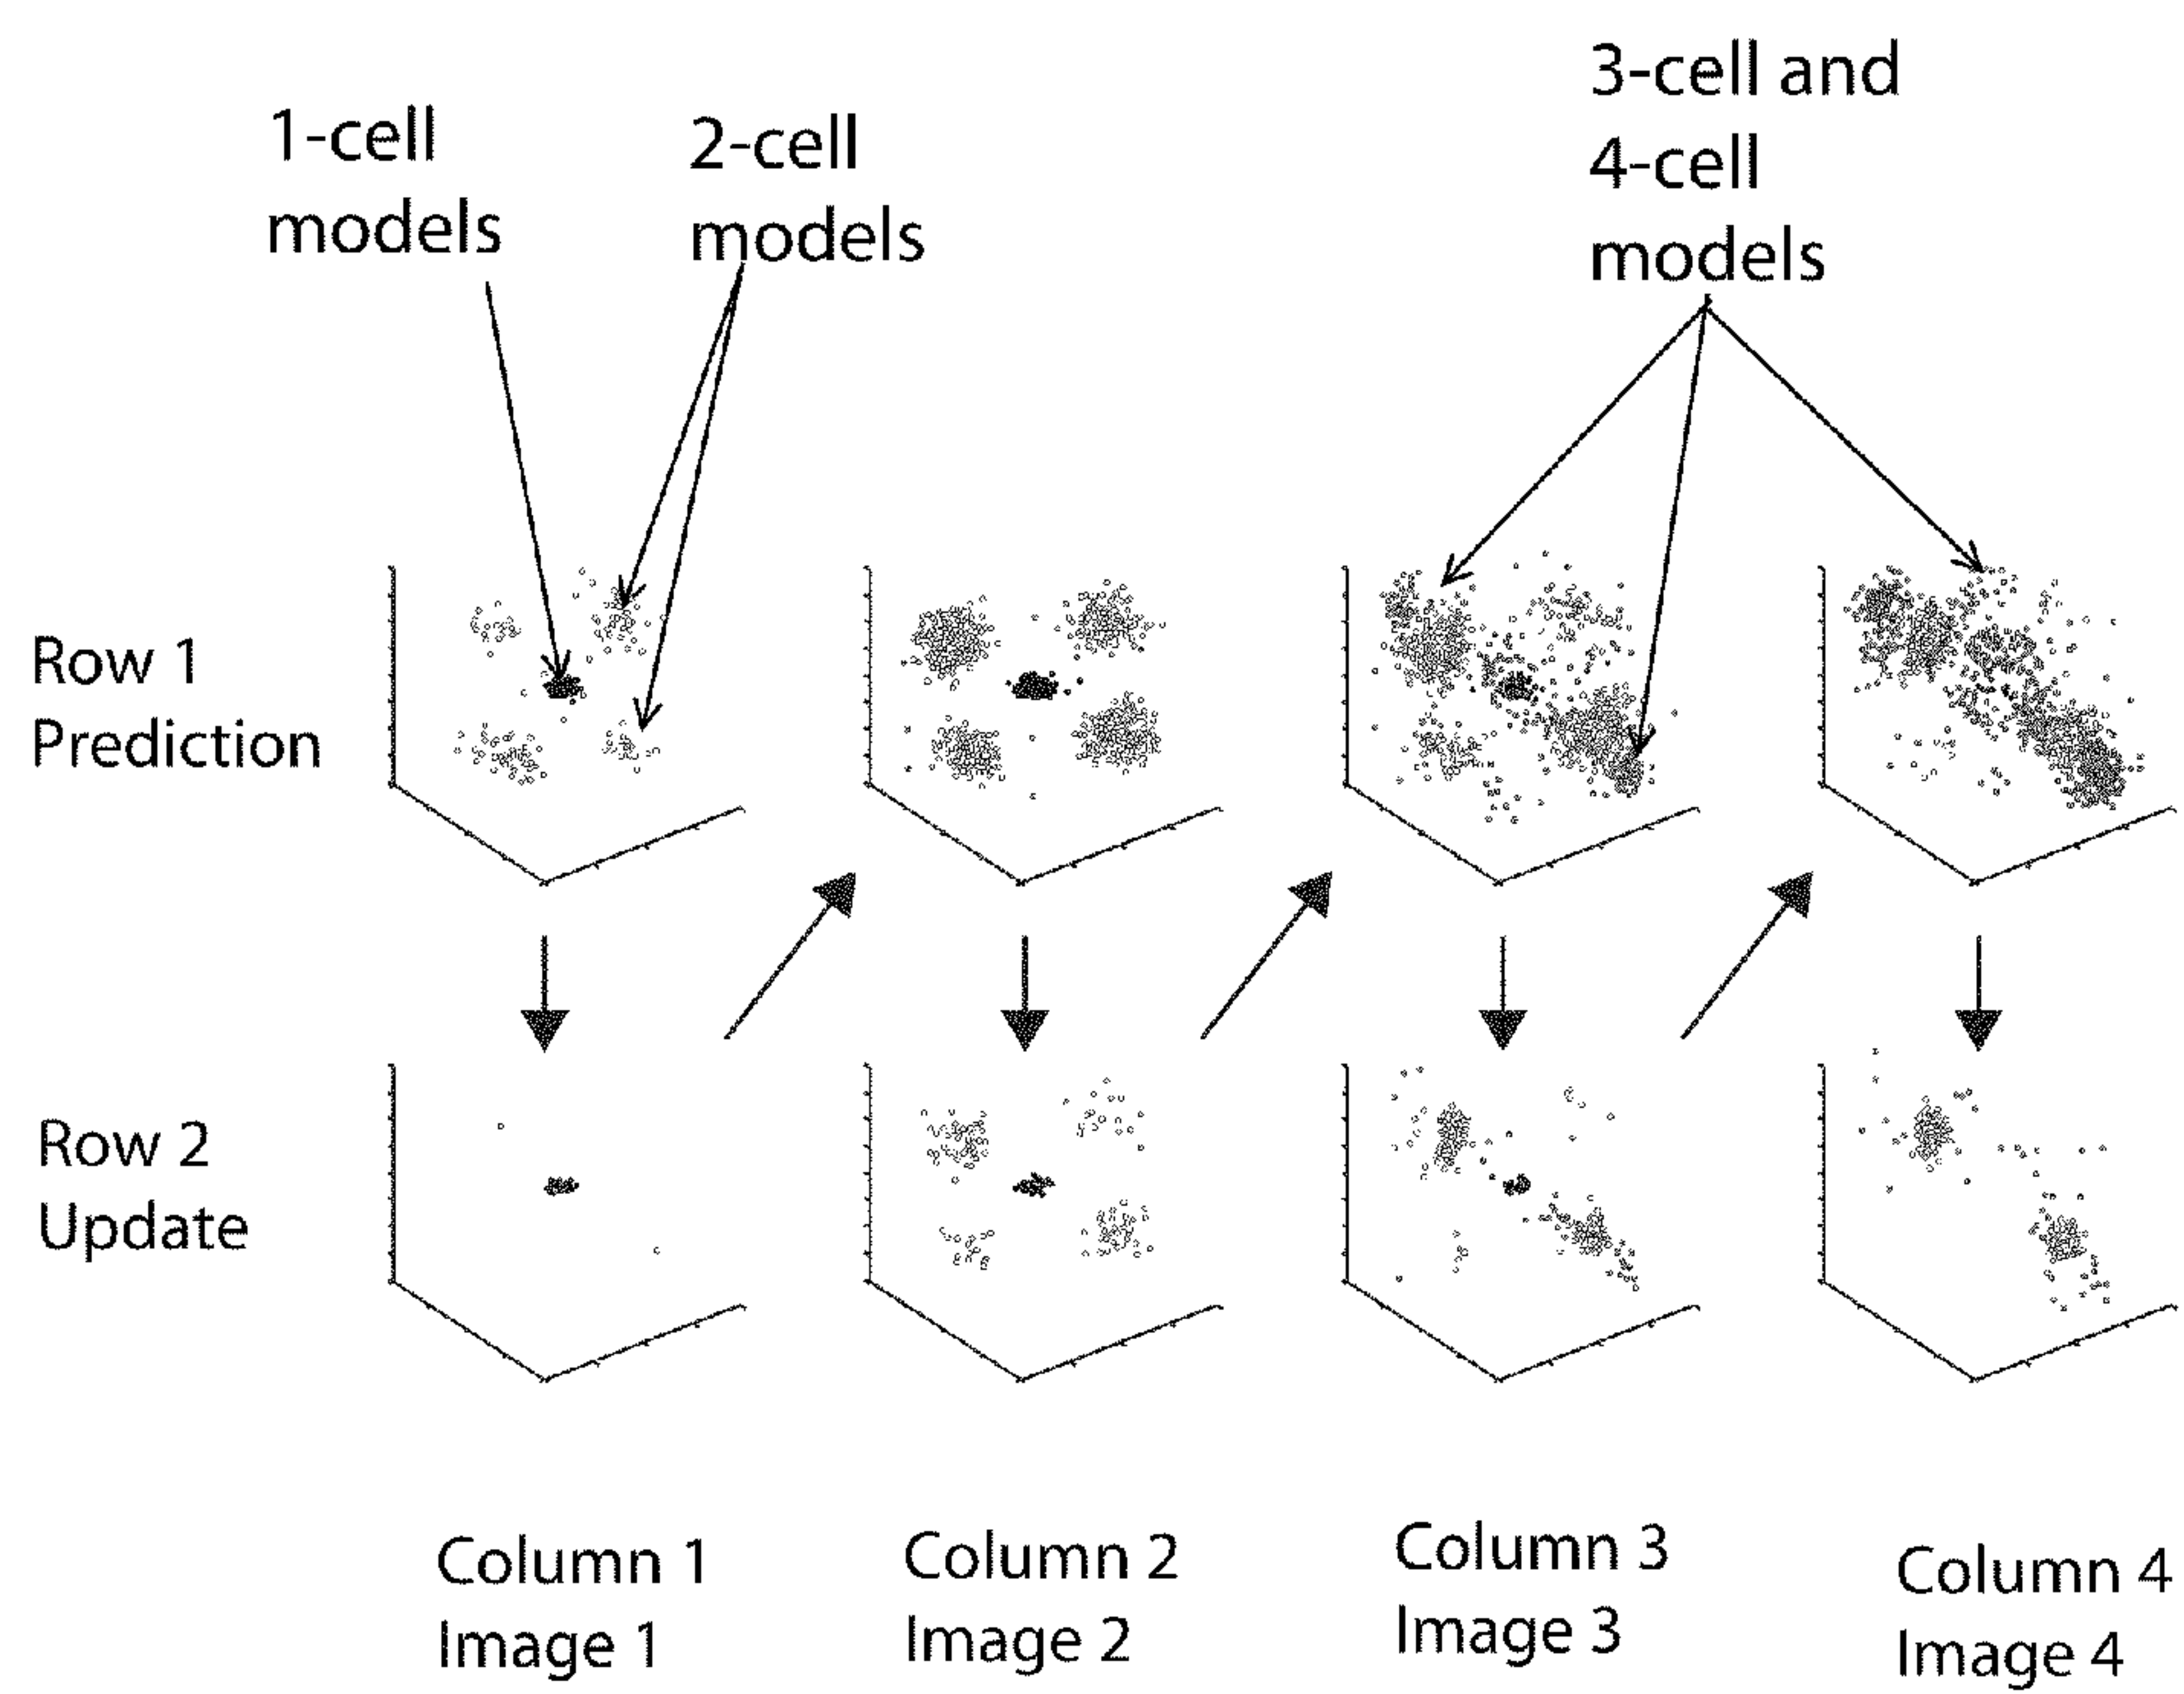 1-cell
models
2-cell
models
3-cell and
4-cell
models
Row 1
Prediction
Row 2
Update
Column 1
Image 1
Column 2
Image 2
Column 3
Image 3
Column 4
Image 4